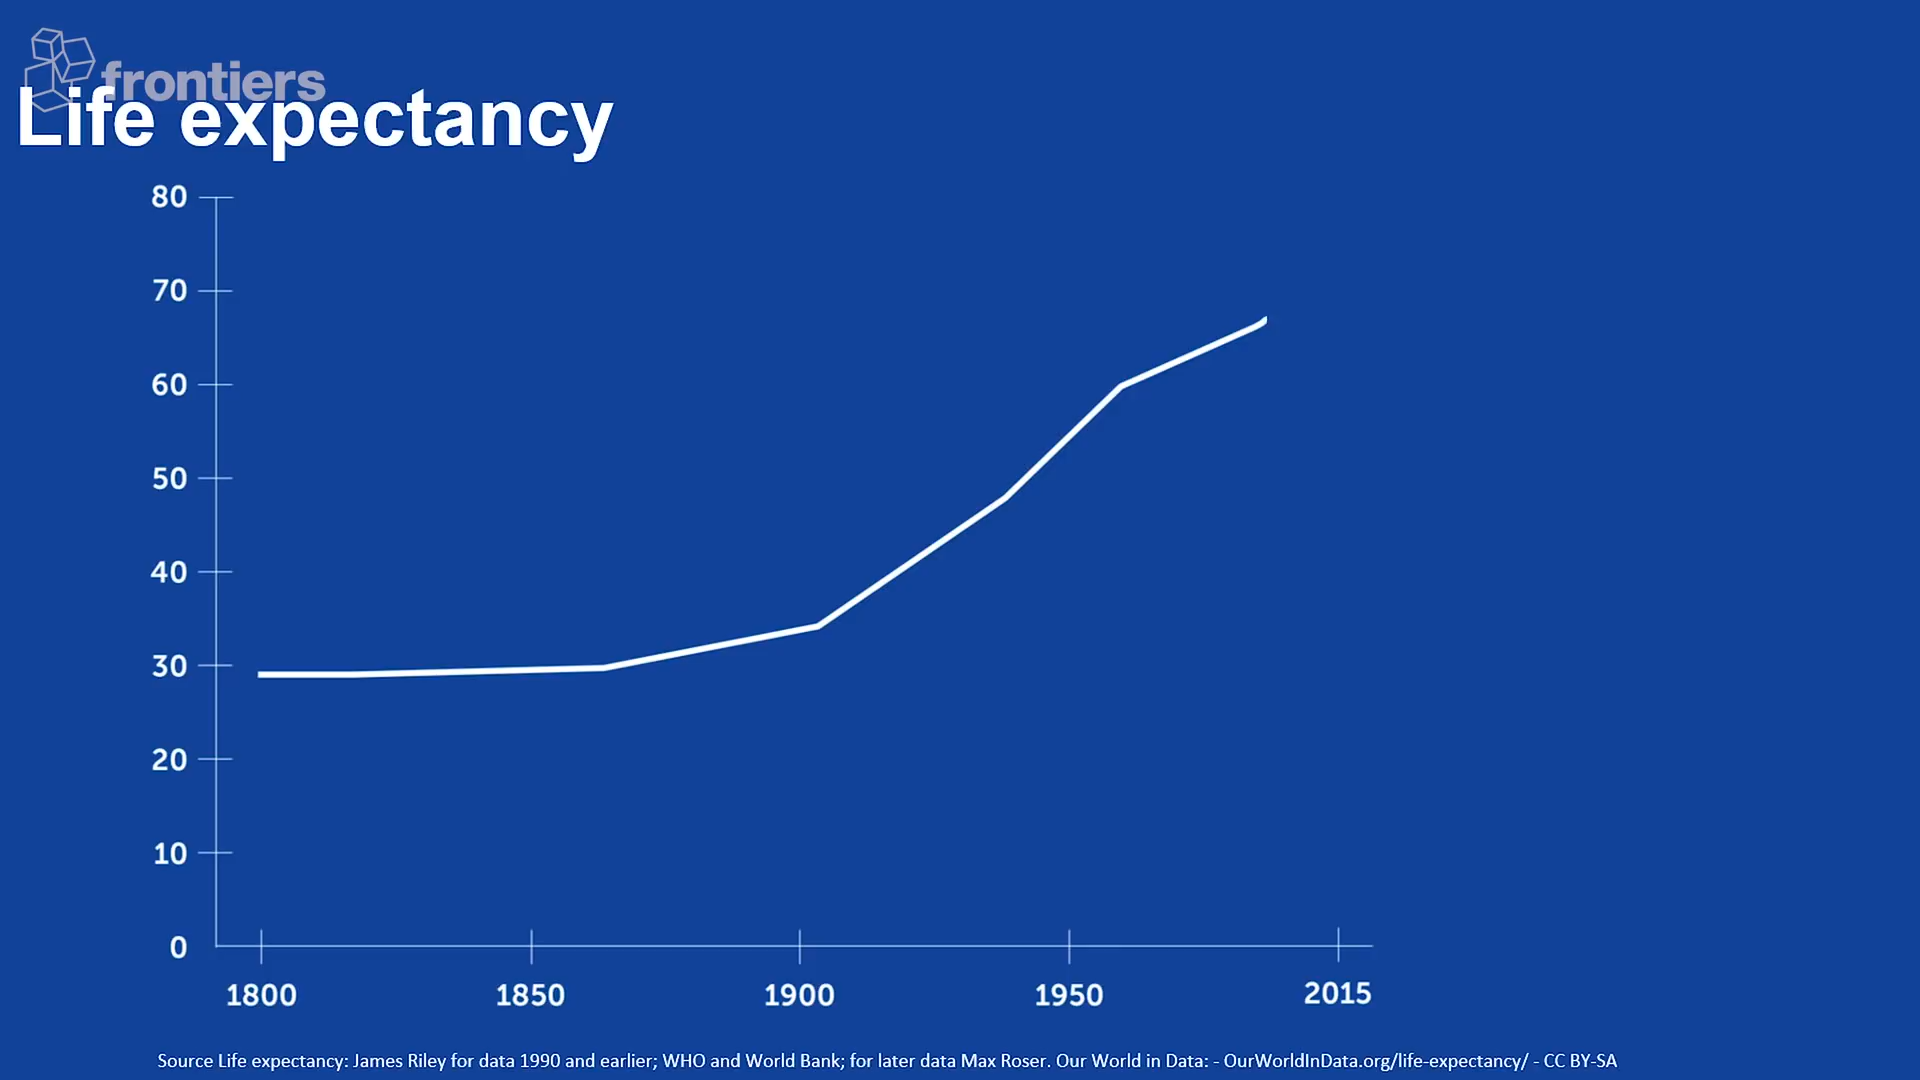 frontiers
Life expectancy
80
70
60
50
40
30
20
10
0
1800 1850 1900 1950 2015
Source Life expectancy: James Riley for data 1990 and earlier; WHO and World Bank; for later data Max Roser. Our World in Data: - OurWorldInData.org/life-expectancy/ - CC BY-SA